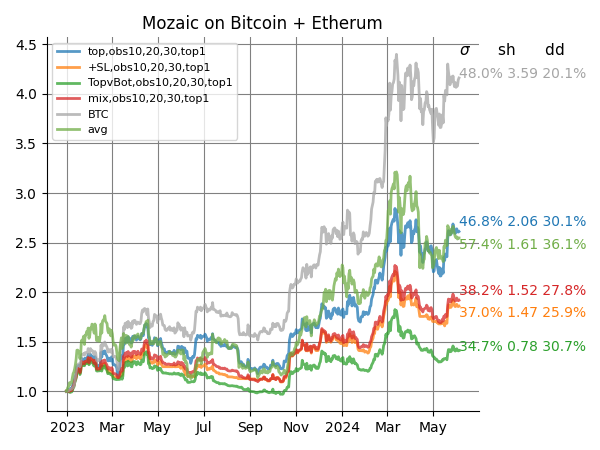 Mozaic on Bitcoin + Etherum
σ sh dd
4.5
4.0
3.5
3.0
2.5
2.0
1.5
1.0
top,obs10,20,30,top1
+SL,obs10,20,30,top1
TopvBot,obs10,20,30,top1
mix,obs10,20,30,top1
BTC
avg
48.0% 3.59 20.1%
46.8% 2.06 30.1%
57.4% 1.61 36.1%
38.2% 1.52 27.8%
37.0% 1.47 25.9%
34.7% 0.78 30.7%
2023 Mar May Jul Sep Nov 2024 Mar May